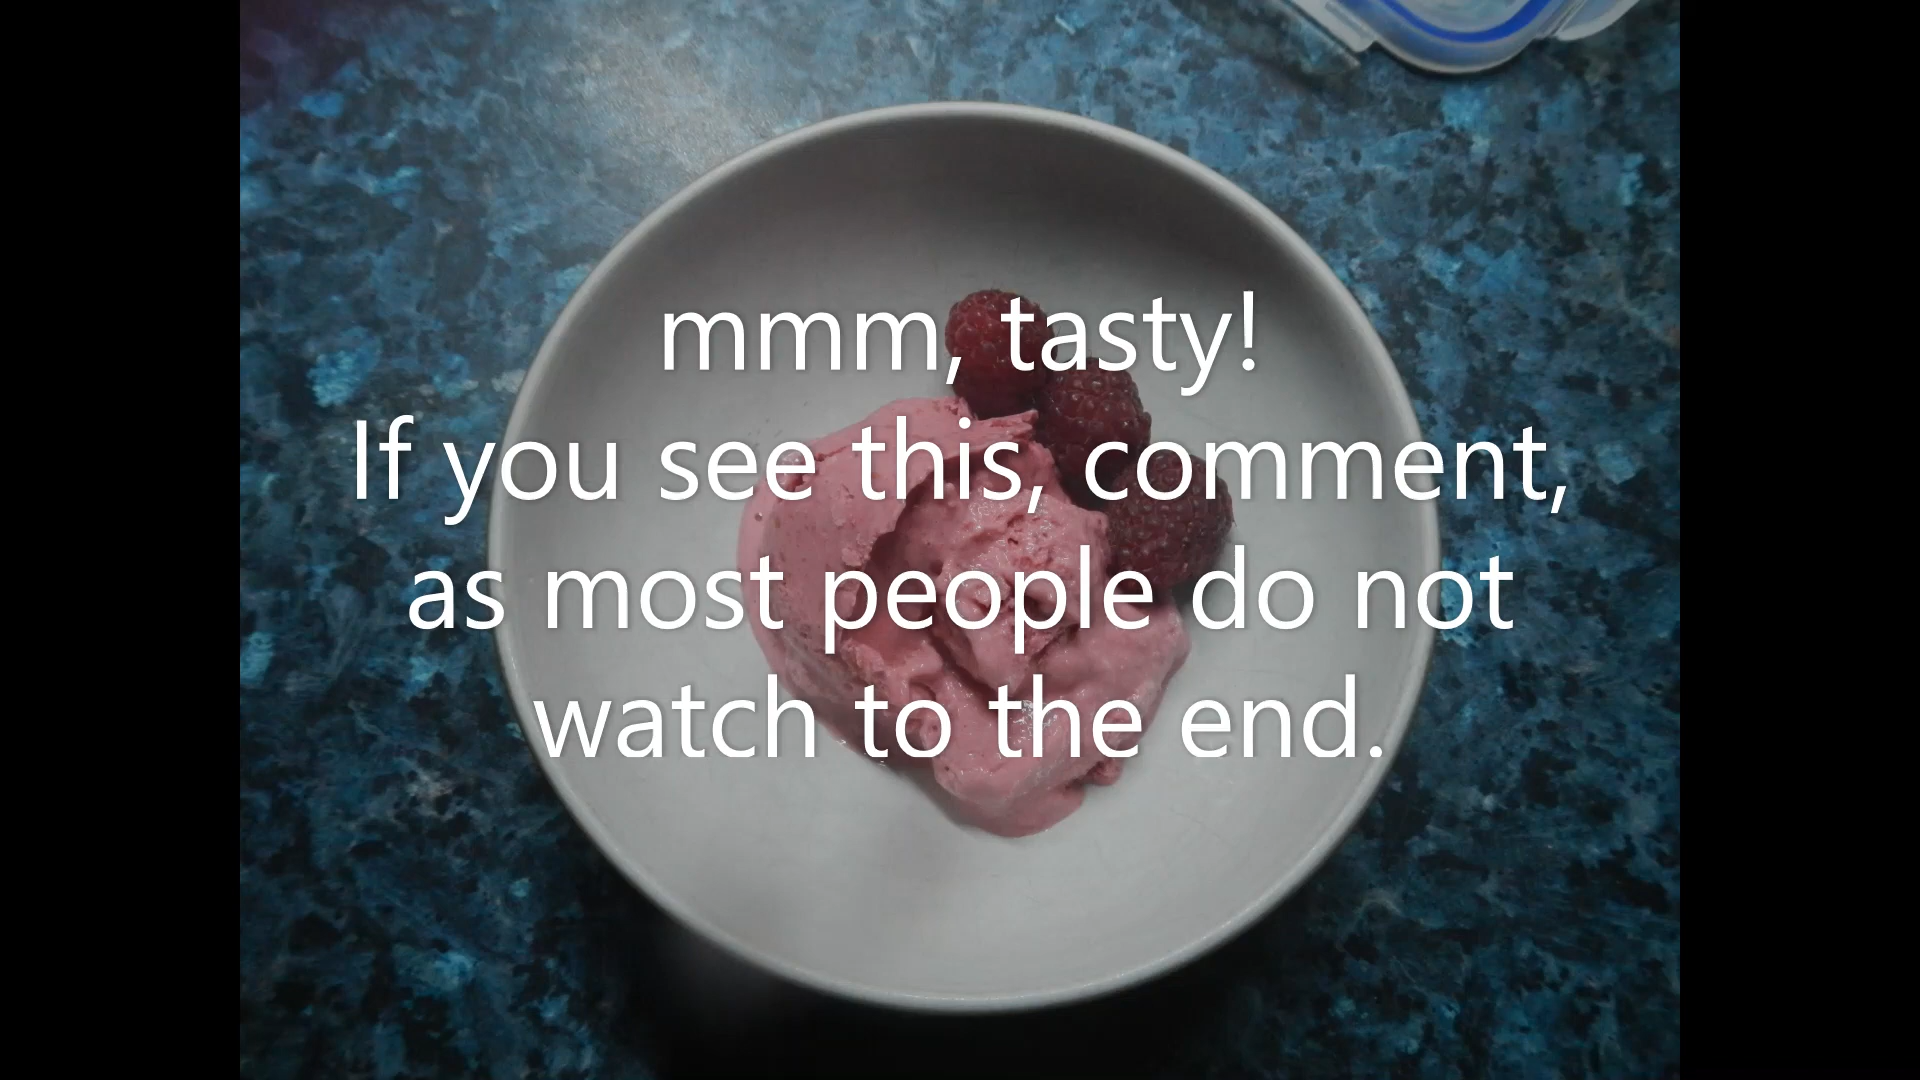 mmm, tasty!
If you see this, comment,
as most people do not
watch to the end.